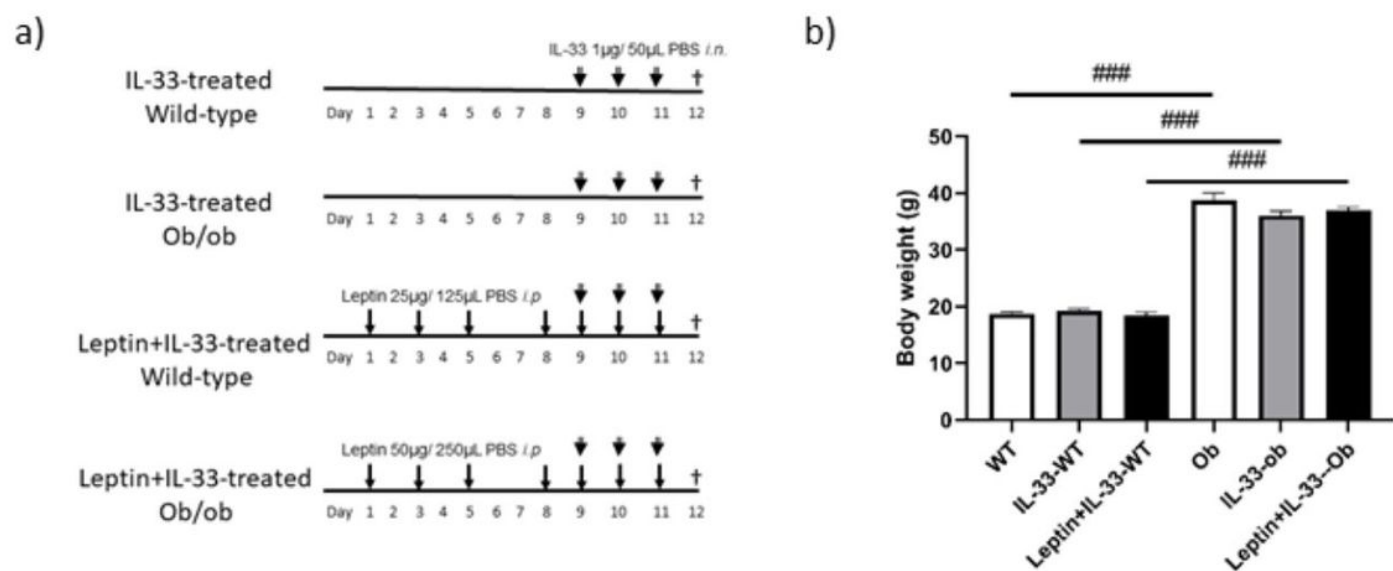 a)
IL-33 1μg/ 50μL PBS i.n.
IL-33-treated
Wild-type
†
Day 1 2 3 4 5 6 7 8 9 10 11 12
IL-33-treated
Ob/ob
†
Day 1 2 3 4 5 6 7 8 9 10 11 12
Leptin 25μg/ 125μL PBS i.p
Leptin+IL-33-treated
Wild-type
†
Day 1 2 3 4 5 6 7 8 9 10 11 12
Leptin 50μg/ 250μL PBS i.p
Leptin+IL-33-treated
Ob/ob
†
Day 1 2 3 4 5 6 7 8 9 10 11 12
b)
###
###
###
Body weight (g)
50
40
30
20
10
0
WT
IL-33-WT
Leptin+IL-33-WT
Ob
IL-33-ob
Leptin+IL-33--Ob